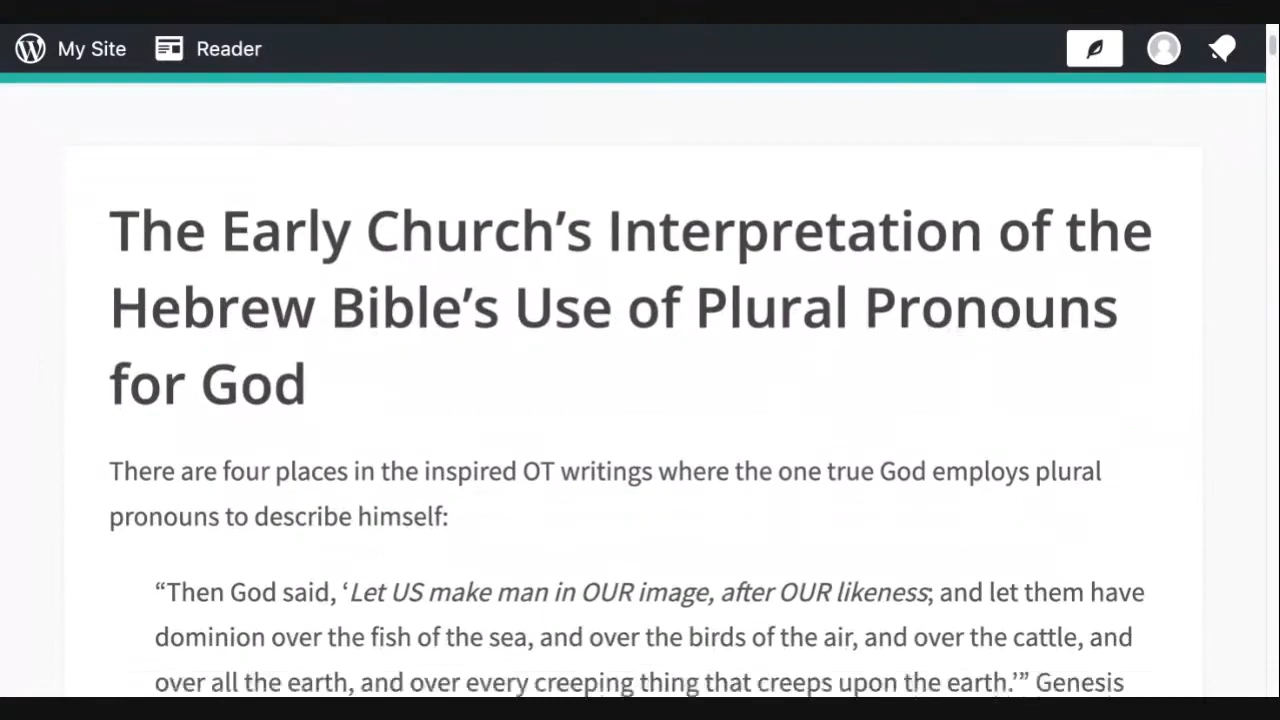 My Site Reader
The Early Church’s Interpretation of the
Hebrew Bible’s Use of Plural Pronouns
for God
There are four places in the inspired OT writings where the one true God employs plural
pronouns to describe himself:
“Then God said, ‘Let US make man in OUR image, after OUR likeness; and let them have
dominion over the fish of the sea, and over the birds of the air, and over the cattle, and
over all the earth, and over every creeping thing that creeps upon the earth.’” Genesis